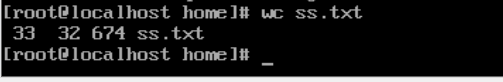 [root@localhost home]# wc ss.txt
 33  32 674 ss.txt
[root@localhost home]# _